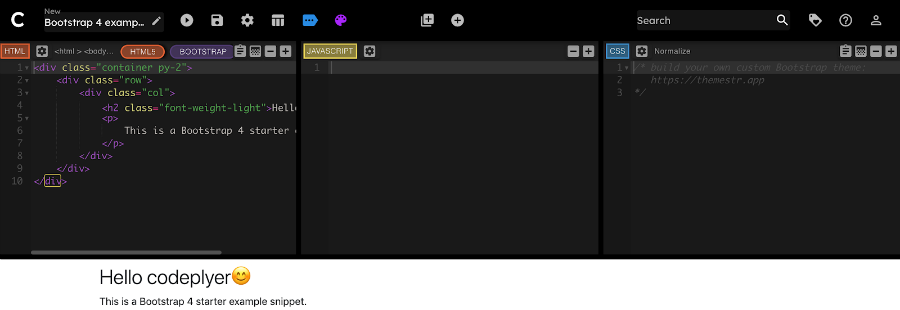 C
New
Bootstrap 4 examp...
Search
HTML
<html > <body...
HTML5
BOOTSTRAP
JAVASCRIPT
CSS
Normalize
1 <div class="container py-2">
2 <div class="row">
3 <div class="col">
4 <h2 class="font-weight-light">Hello
5 <p>
6 This is a Bootstrap 4 starter
7 </p>
8 </div>
9 </div>
10 </div>
1
1 /* build your own custom Bootstrap theme:
2 https://themestr.app
3 */
Hello codeplyer😊
This is a Bootstrap 4 starter example snippet.